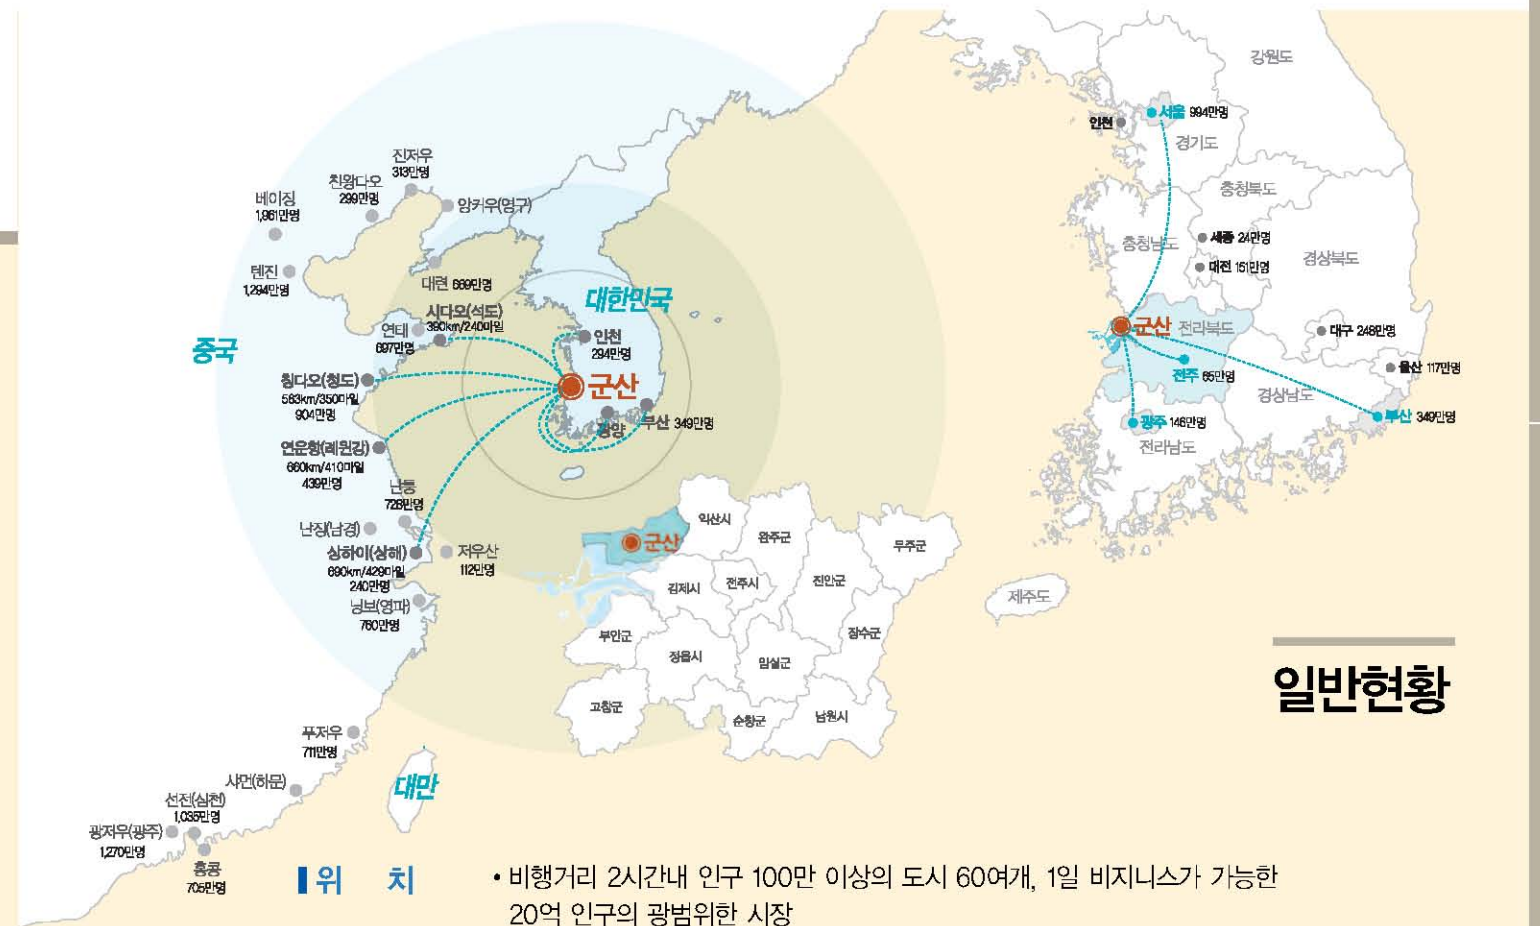 진저우
313만명
친왕다오
299만명
베이징
1,961만명
앙커우(영구)
텐진
1,294만명
대련 669만명
시다오(석도)
390km/240마일
연태
697만명
중국
대한민국
인천
294만명
칭다오(청도)
563km/350마일
904만명
군산
광양
부산 349만명
연운항(레윈강)
660km/410마일
439만명
난통
728만명
난징(남경)
상하이(상해)
690km/429마일
240만명
저우산
112만명
닝보(영파)
760만명
푸저우
711만명
샤먼(하문)
대만
선전(심천)
1,035만명
광저우(광주)
1,270만명
홍콩
705만명
군산
익산시
완주군
무주군
김제시
전주시
진안군
부안군
정읍시
임실군
장수군
고창군
순창군
남원시
강원도
서울 994만명
인천
경기도
충청북도
충청남도
세종 24만명
대전 151만명
경상북도
군산
전라북도
대구 248만명
전주 65만명
울산 117만명
경상남도
광주 146만명
부산 349만명
전라남도
제주도
일반현황
위 치
• 비행거리 2시간내 인구 100만 이상의 도시 60여개, 1일 비지니스가 가능한
20억 인구의 광범위한 시장